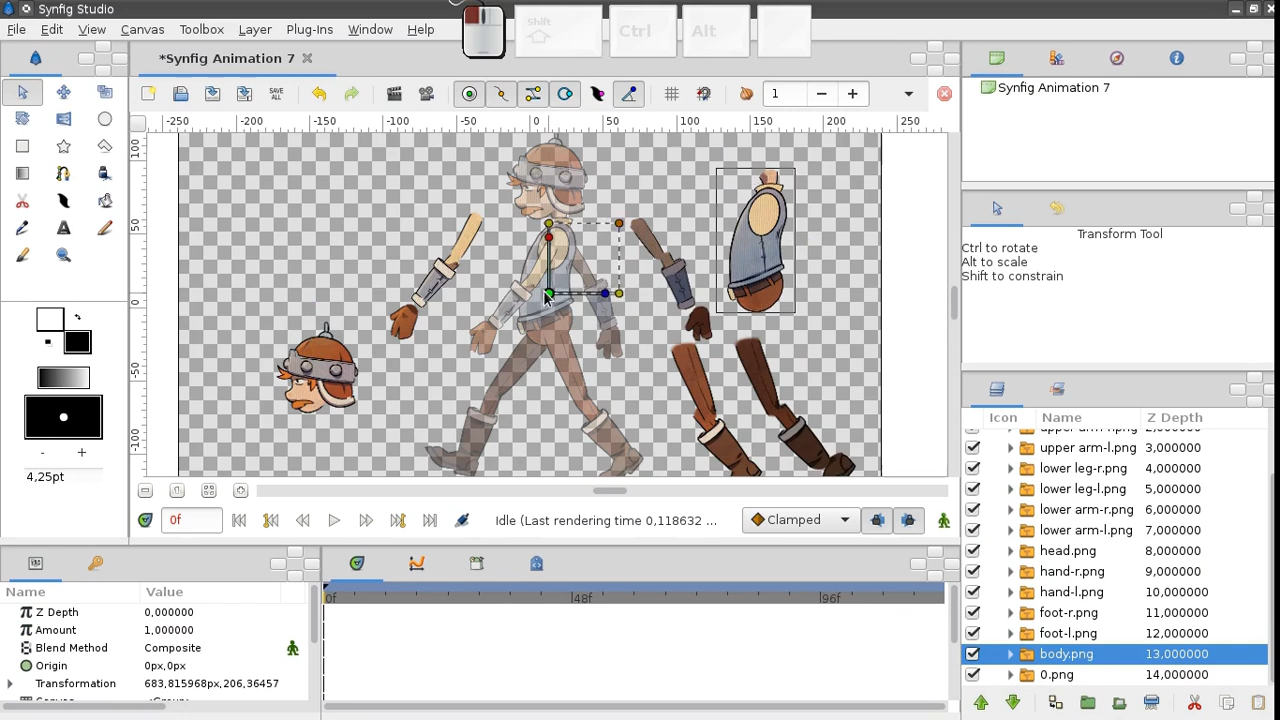 Synfig Studio
File Edit View Canvas Toolbox Layer Plug-Ins Window Help
Shift Ctrl Alt
*Synfig Animation 7
SAVE ALL
1
-250 -150 -100 -50 0 50 100 150 200 250
100
50
0
-50
-100
- +
4,25pt
0f
Idle (Last rendering time 0,118632 ...
Clamped
Name Value
Z Depth 0,000000
Amount 1,000000
Blend Method Composite
Origin 0px,0px
Transformation 683,815968px,206,36457
0f 48f 96f
Synfig Animation 7
Transform Tool
Ctrl to rotate
Alt to scale
Shift to constrain
Icon Name Z Depth
upper arm-l.png 3,000000
lower leg-r.png 4,000000
lower leg-l.png 5,000000
lower arm-r.png 6,000000
lower arm-l.png 7,000000
head.png 8,000000
hand-r.png 9,000000
hand-l.png 10,000000
foot-r.png 11,000000
foot-l.png 12,000000
body.png 13,000000
0.png 14,000000